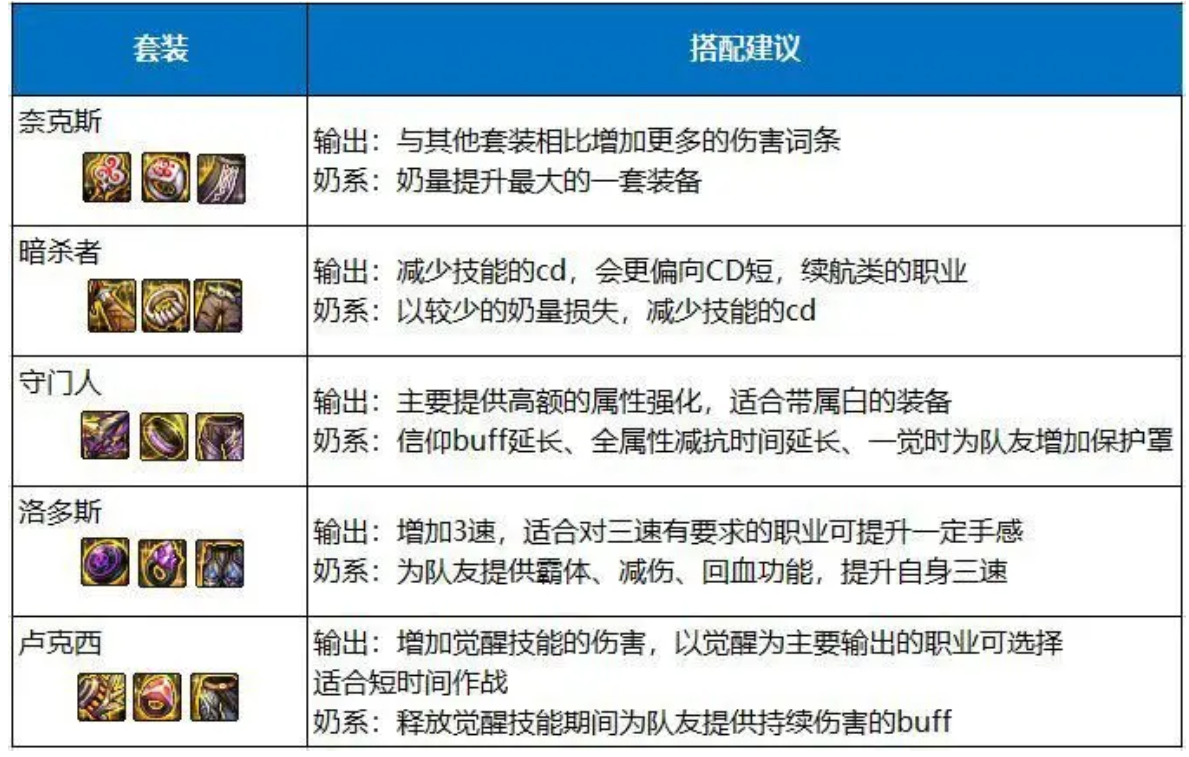 套装
搭配建议
奈克斯
输出：与其他套装相比增加更多的伤害词条
奶系：奶量提升最大的一套装备
暗杀者
输出：减少技能的cd，会更偏向CD短，续航类的职业
奶系：以较少的奶量损失，减少技能的cd
守门人
输出：主要提供高额的属性强化，适合带属白的装备
奶系：信仰buff延长、全属性减抗时间延长、一觉时为队友增加保护罩
洛多斯
输出：增加3速，适合对三速有要求的职业可提升一定手感
奶系：为队友提供霸体、减伤、回血功能，提升自身三速
卢克西
输出：增加觉醒技能的伤害，以觉醒为主要输出的职业可选择
适合短时间作战
奶系：释放觉醒技能期间为队友提供持续伤害的buff